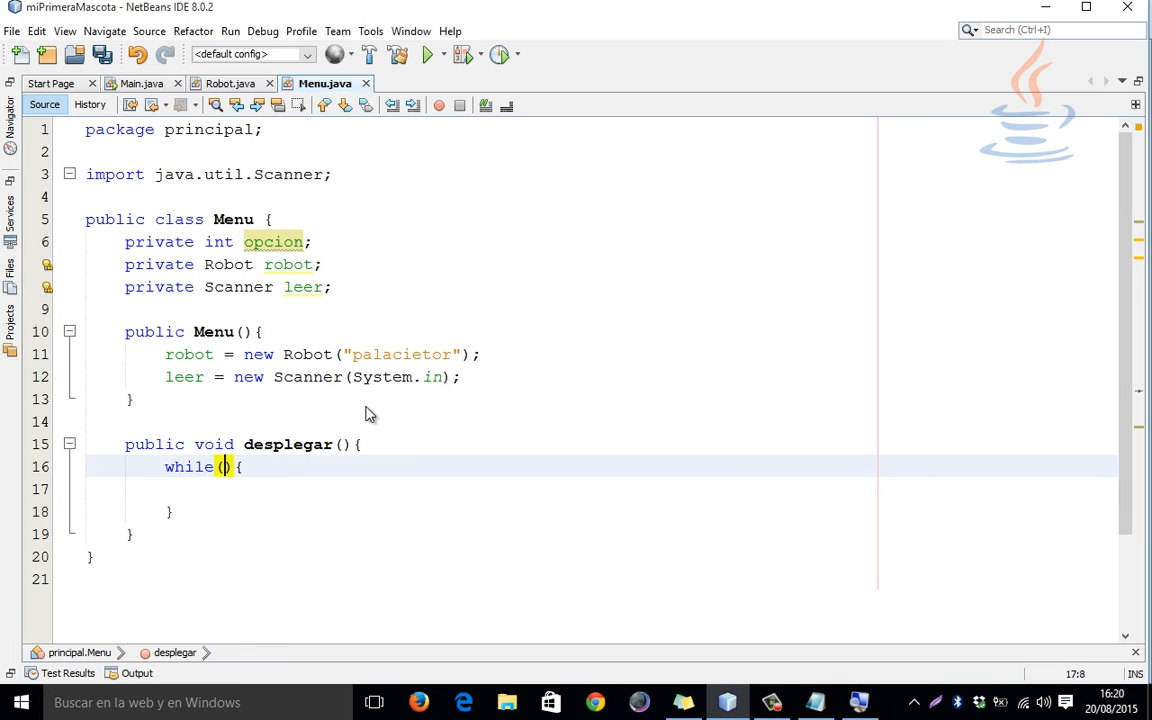 miPrimeraMascota - NetBeans IDE 8.0.2
File Edit View Navigate Source Refactor Run Debug Profile Team Tools Window Help
Search (Ctrl+I)
<default config>
Start Page Main.java Robot.java Menu.java
Source History
Navigator
Services
Files
Projects
1 package principal;
2
3 import java.util.Scanner;
4
5 public class Menu {
6 private int opcion;
7 private Robot robot;
8 private Scanner leer;
9
10 public Menu(){
11 robot = new Robot("palacietor");
12 leer = new Scanner(System.in);
13 }
14
15 public void desplegar(){
16 while(){
17
18 }
19 }
20 }
21
principal.Menu desplegar
Test Results Output
17:8 INS
Buscar en la web y en Windows
16:20
20/08/2015